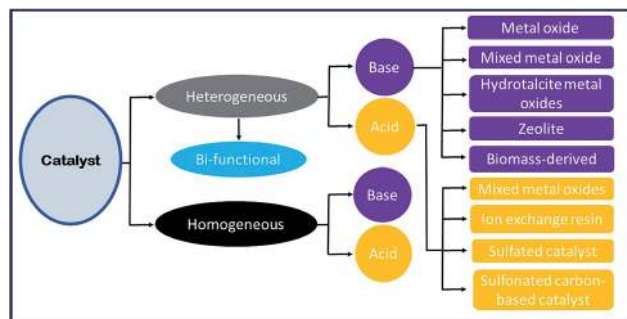 Catalyst
Heterogeneous
Bi-functional
Homogeneous
Base
Acid
Base
Acid
Metal oxide
Mixed metal oxide
Hydrotalcite metal
oxides
Zeolite
Biomass-derived
Mixed metal oxides
Ion exchange resin
Sulfated catalyst
Sulfonated carbon-
based catalyst